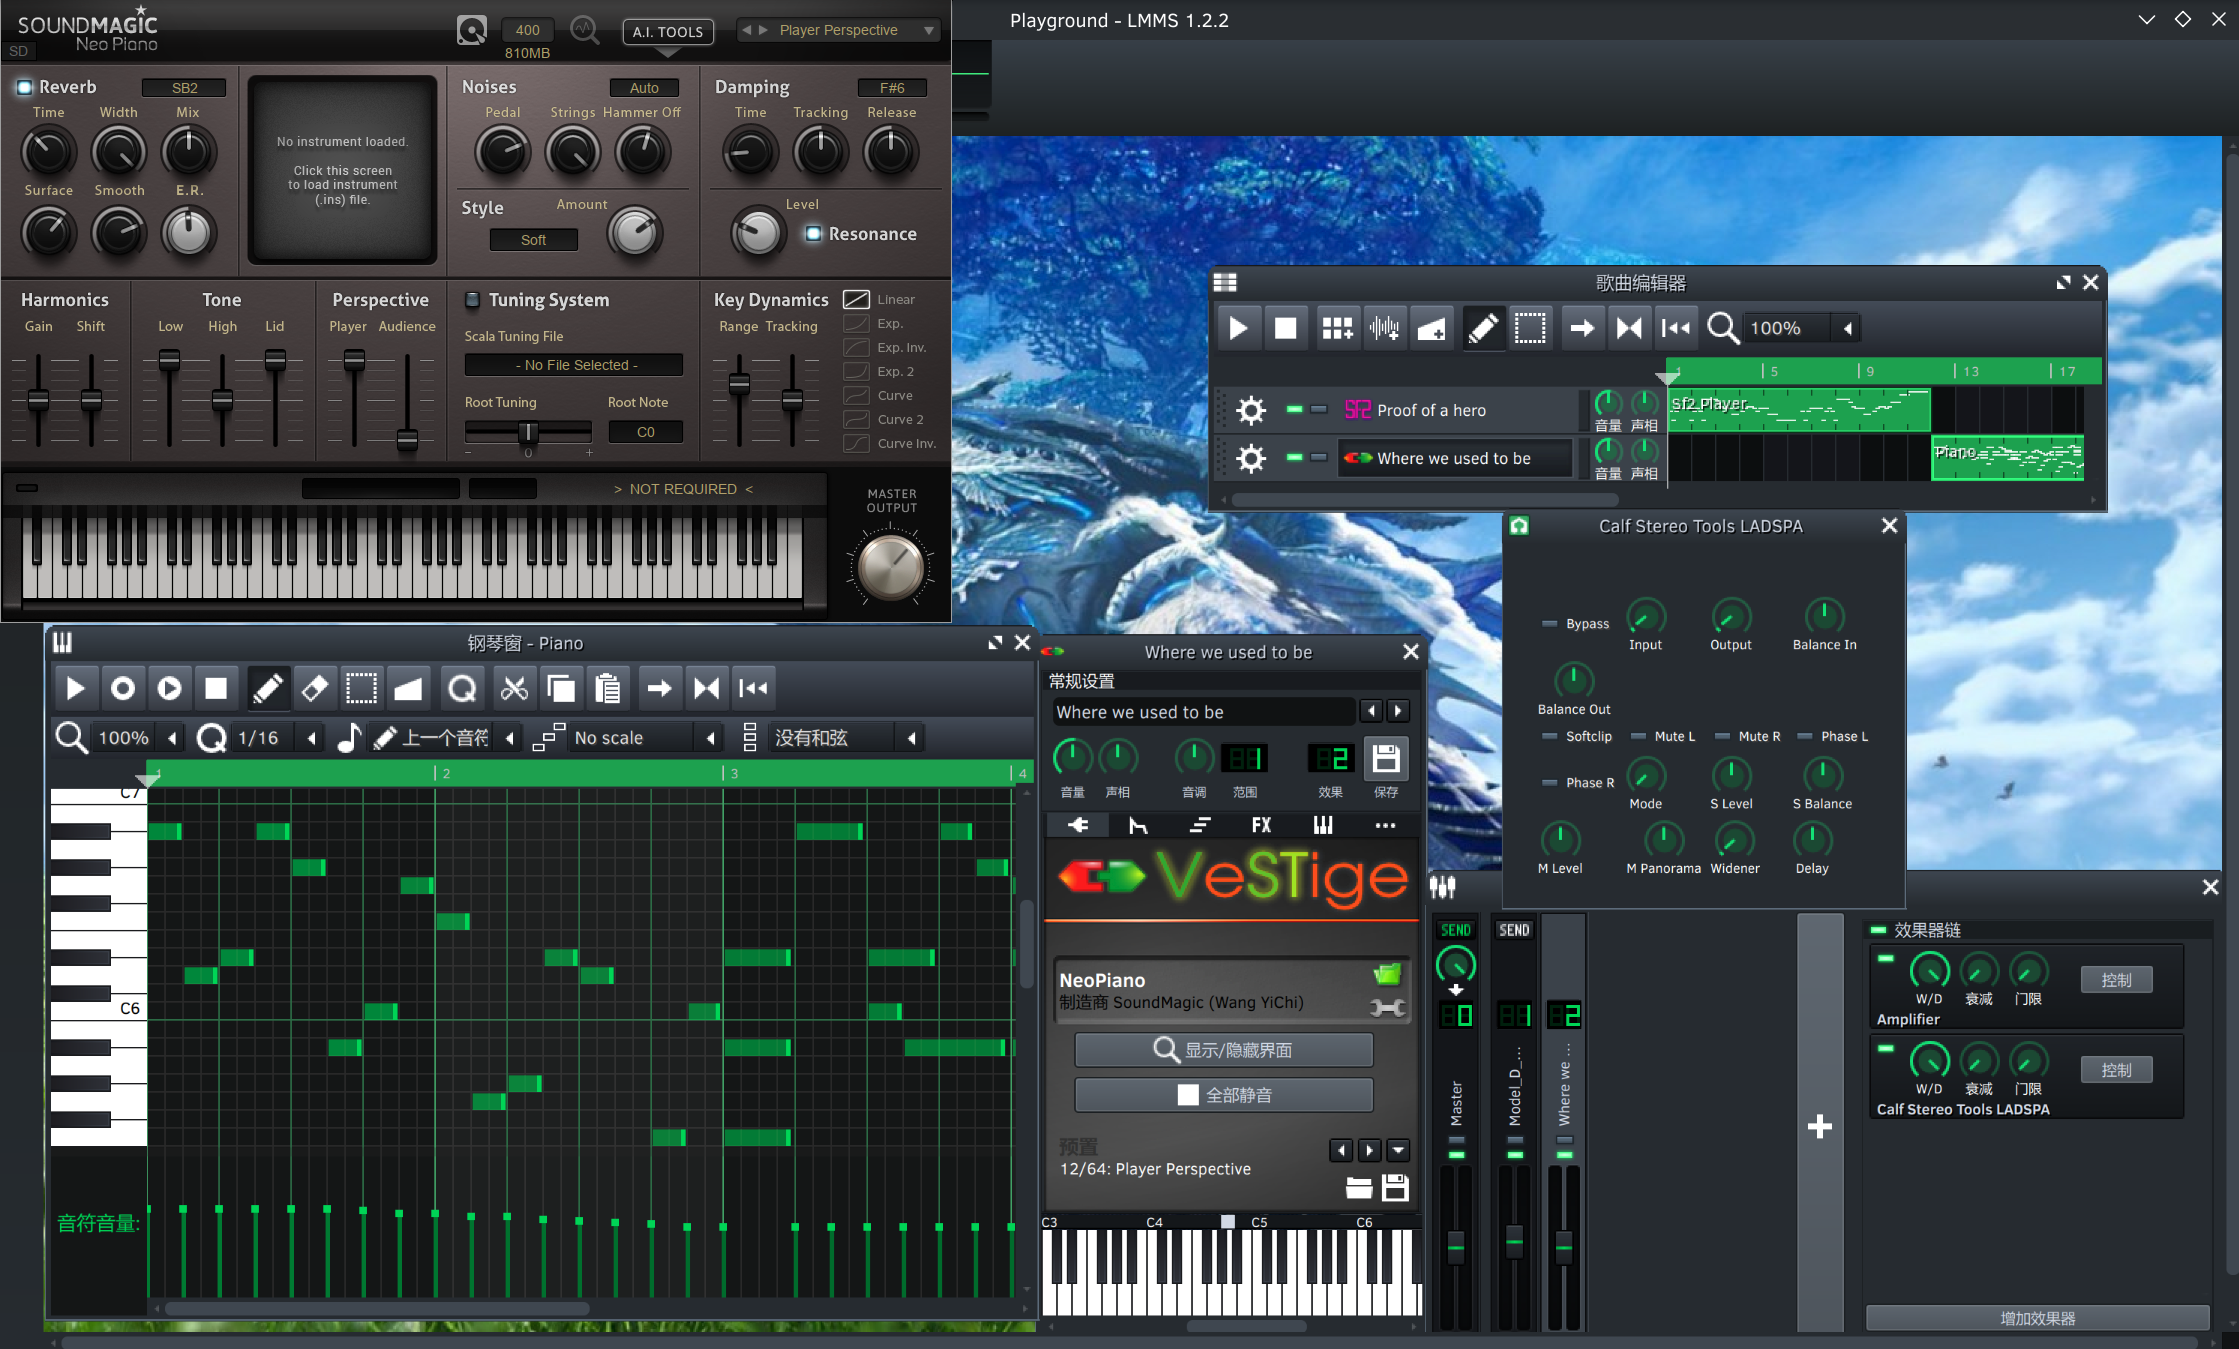 SOUNDMAGIC
Neo Piano
SD
400
810MB
A.I. TOOLS
Player Perspective
Reverb
SB2
Time
Width
Mix
Surface
Smooth
E.R.
No instrument loaded.
Click this screen
to load instrument
(.ins) file.
Noises
Auto
Pedal
Strings
Hammer Off
Style
Amount
Soft
Damping
F#6
Time
Tracking
Release
Level
Resonance
Harmonics
Gain
Shift
Tone
Low
High
Lid
Perspective
Player
Audience
Tuning System
Scala Tuning File
- No File Selected -
Root Tuning
Root Note
C0
- 0 +
Key Dynamics
Range
Tracking
Linear
Exp.
Exp. Inv.
Exp. 2
Curve
Curve 2
Curve Inv.
> NOT REQUIRED <
MASTER
OUTPUT
Playground - LMMS 1.2.2
歌曲编辑器
100%
1 5 9 13 17
Proof of a hero
音量 声相
Sf2 Player
Where we used to be
音量 声相
Piano
Calf Stereo Tools LADSPA
Bypass
Input
Output
Balance In
Balance Out
Softclip
Mute L
Mute R
Phase L
Phase R
Mode
S Level
S Balance
M Level
M Panorama
Widener
Delay
钢琴窗 - Piano
100%
1/16
上一个音符
No scale
没有和弦
1 2 3 4
C7
C6
音符音量:
Where we used to be
常规设置
Where we used to be
1
2
音量 声相 音调 范围 效果 保存
FX
VeSTige
NeoPiano
制造商 SoundMagic (Wang YiChi)
显示/隐藏界面
全部静音
预置
12/64: Player Perspective
C3 C4 C5 C6
SEND
SEND
0
1
2
Master
Model_D_...
Where we ...
效果器链
W/D 衰减 门限
控制
Amplifier
W/D 衰减 门限
控制
Calf Stereo Tools LADSPA
增加效果器